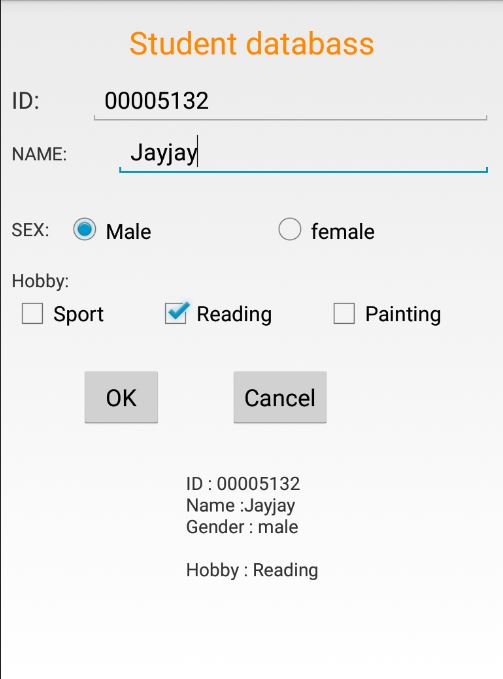 Student databass
ID: 00005132
NAME: Jayjay
SEX: Male female
Hobby:
Sport Reading Painting
OK Cancel
ID : 00005132
Name :Jayjay
Gender : male
Hobby : Reading